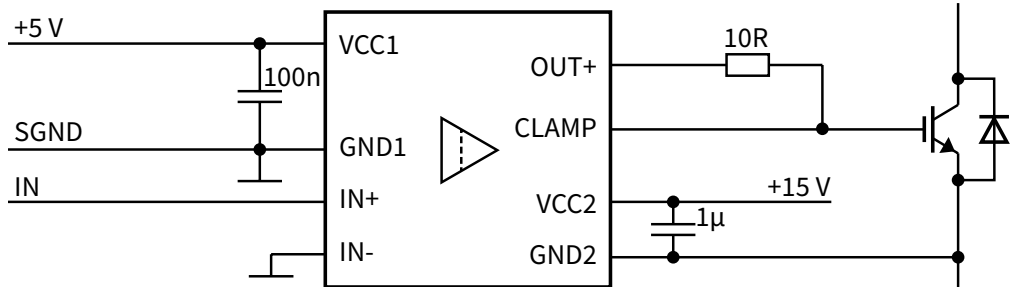 +5 V
VCC1
100n
SGND
GND1
IN
IN+
IN-
OUT+
10R
CLAMP
VCC2
+15 V
1µ
GND2